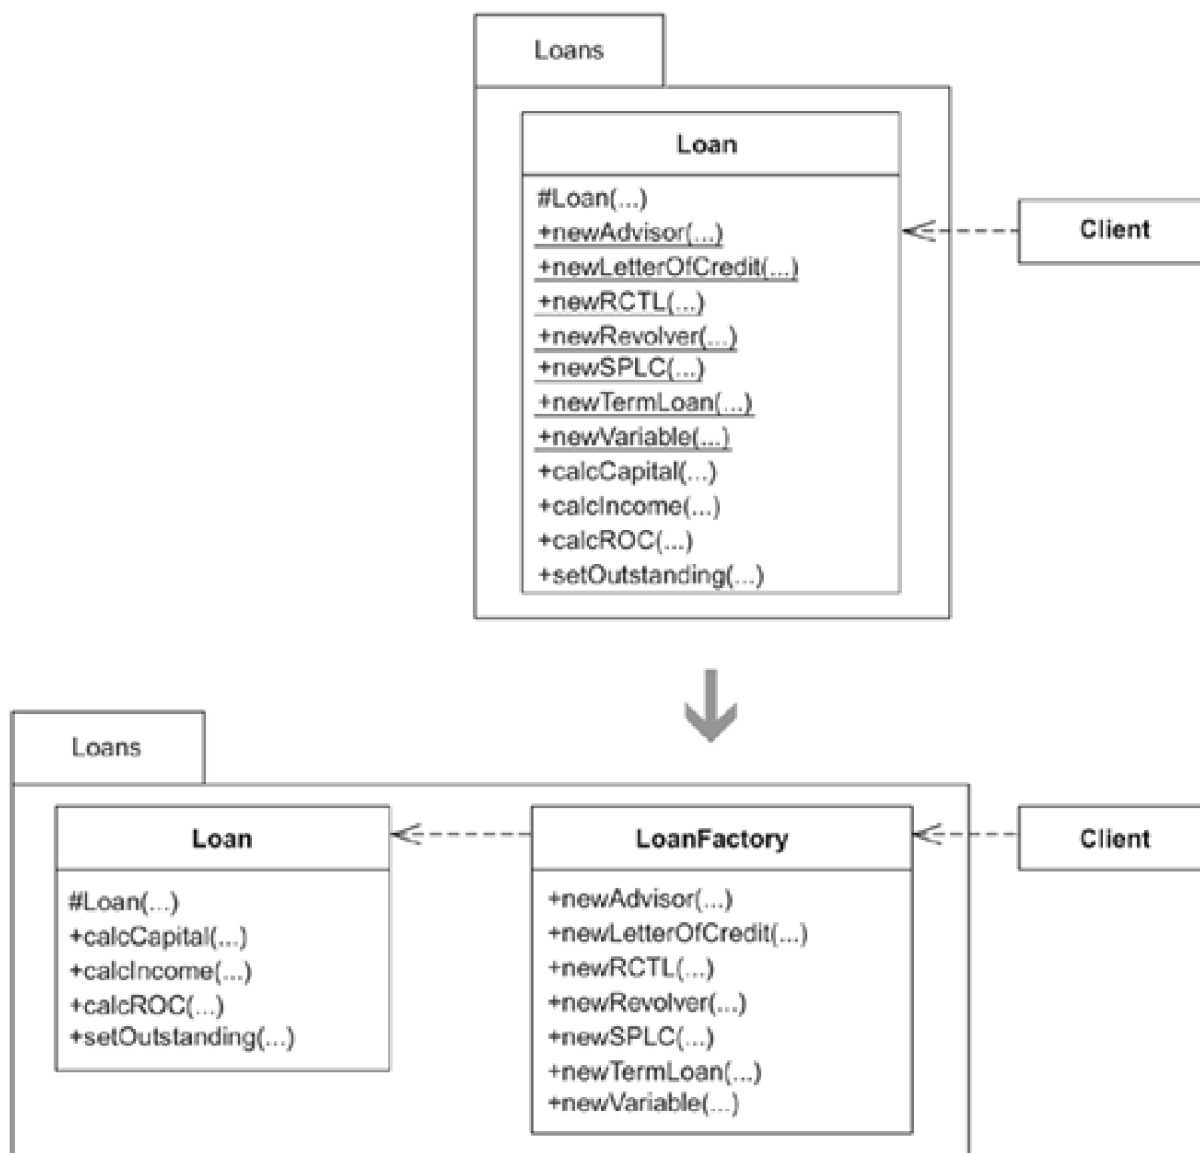 Loans
Loan
#Loan(...)
+newAdvisor(...)
+newLetterOfCredit(...)
+newRCTL(...)
+newRevolver(...)
+newSPLC(...)
+newTermLoan(...)
+newVariable(...)
+calcCapital(...)
+calcIncome(...)
+calcROC(...)
+setOutstanding(...)
Client
Loans
Loan
#Loan(...)
+calcCapital(...)
+calcIncome(...)
+calcROC(...)
+setOutstanding(...)
LoanFactory
+newAdvisor(...)
+newLetterOfCredit(...)
+newRCTL(...)
+newRevolver(...)
+newSPLC(...)
+newTermLoan(...)
+newVariable(...)
Client